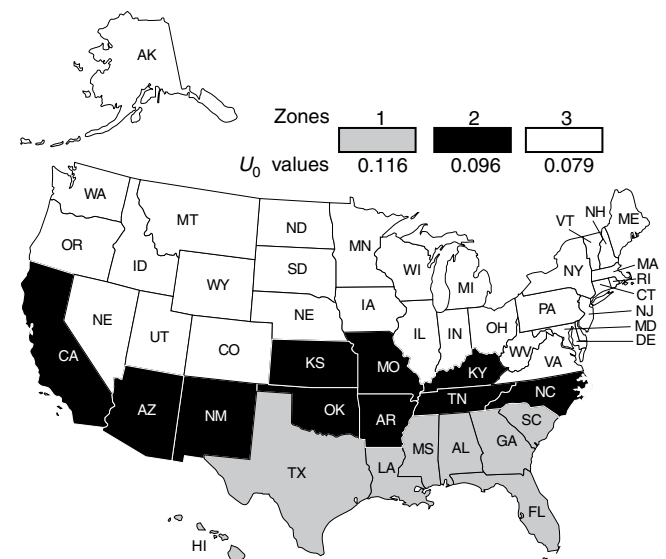 AK
Zones 1 2 3
U0 values 0.116 0.096 0.079
WA MT ND MN VT NH ME
OR ID WY SD WI MI NY MA
RI
CT
NJ
MD
DE
NE UT CO NE IA IL IN OH PA
WV VA
CA KS MO KY
AZ NM OK AR TN NC
TX LA MS AL GA SC
FL
HI